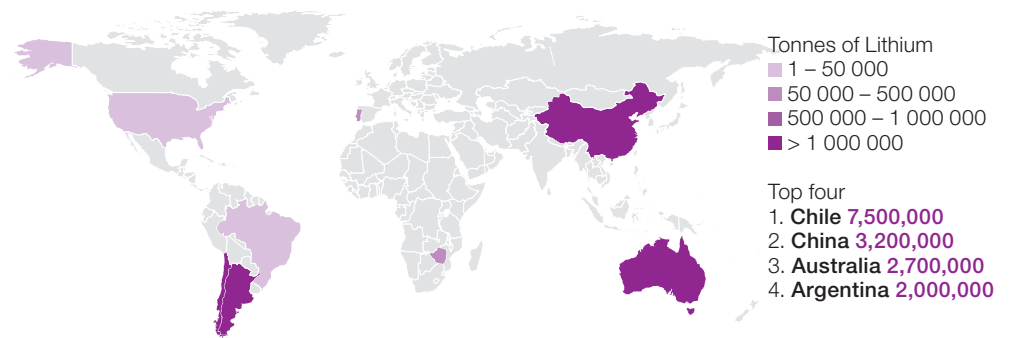 Tonnes of Lithium
1 – 50 000
50 000 – 500 000
500 000 – 1 000 000
> 1 000 000
Top four
1. Chile 7,500,000
2. China 3,200,000
3. Australia 2,700,000
4. Argentina 2,000,000